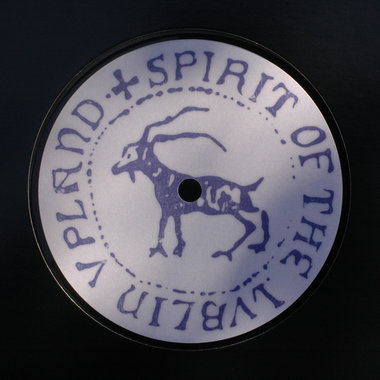 ✝ SPIRIT OF THE LVBLIN VPLAND